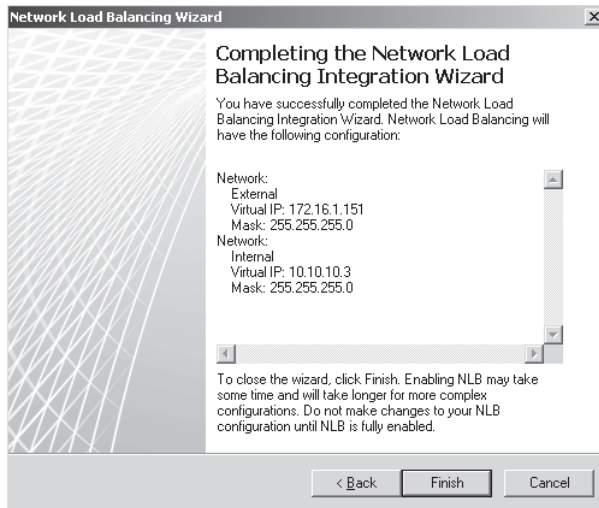 Network Load Balancing Wizard
Completing the Network Load
Balancing Integration Wizard
You have successfully completed the Network Load
Balancing Integration Wizard. Network Load Balancing will
have the following configuration:
Network:
External
Virtual IP: 172.16.1.151
Mask: 255.255.255.0
Network:
Internal
Virtual IP: 10.10.10.3
Mask: 255.255.255.0
To close the wizard, click Finish. Enabling NLB may take
some time and will take longer for more complex
configurations. Do not make changes to your NLB
configuration until NLB is fully enabled.
< Back Finish Cancel